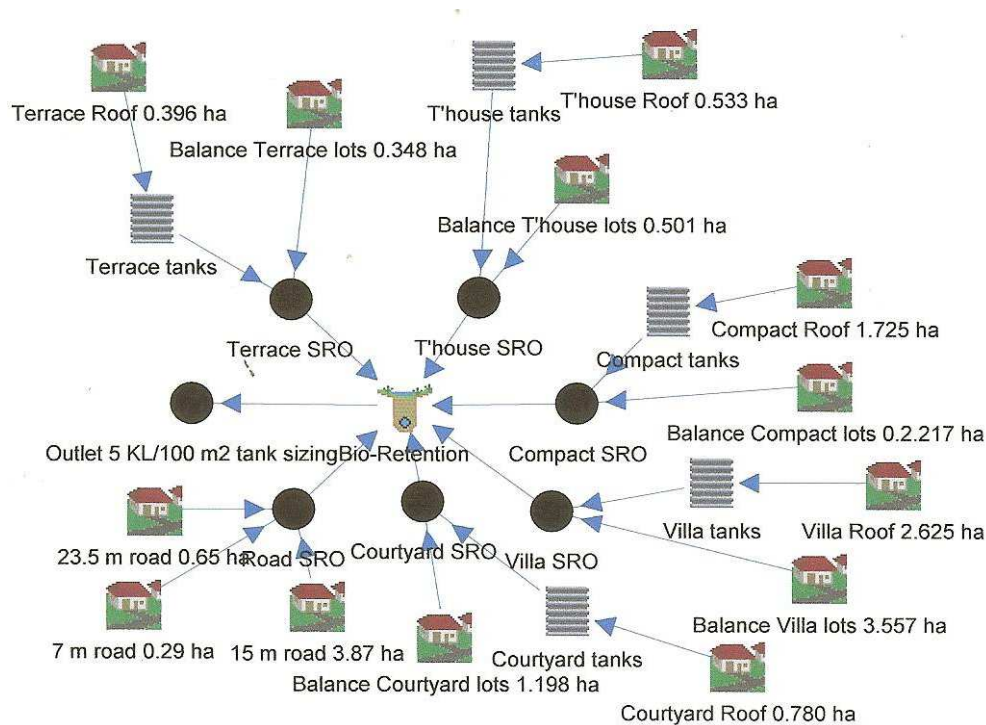 T'house tanks
T'house Roof 0.533 ha
Terrace Roof 0.396 ha
Balance Terrace lots 0.348 ha
Balance T'house lots 0.501 ha
Terrace tanks
Compact Roof 1.725 ha
Terrace SRO
T'house SRO
Compact tanks
Balance Compact lots 0.2.217 ha
Outlet 5 KL/100 m2 tank sizing
Bio-Retention
Compact SRO
Villa tanks
Villa Roof 2.625 ha
23.5 m road 0.65 ha
Road SRO
Courtyard SRO
Villa SRO
Balance Villa lots 3.557 ha
7 m road 0.29 ha
15 m road 3.87 ha
Courtyard tanks
Balance Courtyard lots 1.198 ha
Courtyard Roof 0.780 ha